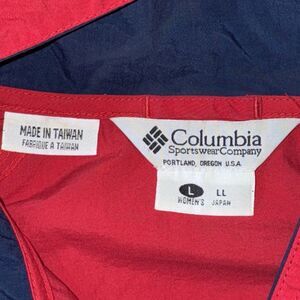 MADE IN TAIWAN
FABRIQUE A TAIWAN
Columbia
Sportswear Company
PORTLAND, OREGON U.S.A.
L LL
WOMEN'S JAPAN